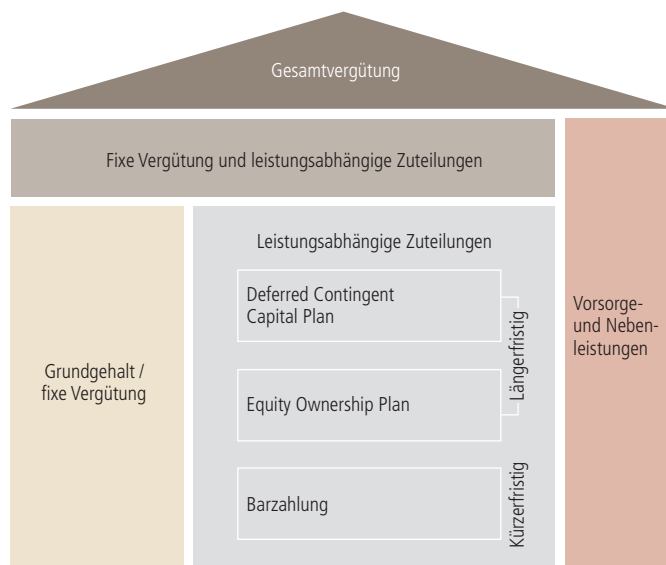 Gesamtvergütung
Fixe Vergütung und leistungsabhängige Zuteilungen
Grundgehalt /
fixe Vergütung
Leistungsabhängige Zuteilungen
Deferred Contingent
Capital Plan
Equity Ownership Plan
Längerfristig
Barzahlung
Kürzerfristig
Vorsorge-
und Neben-
leistungen